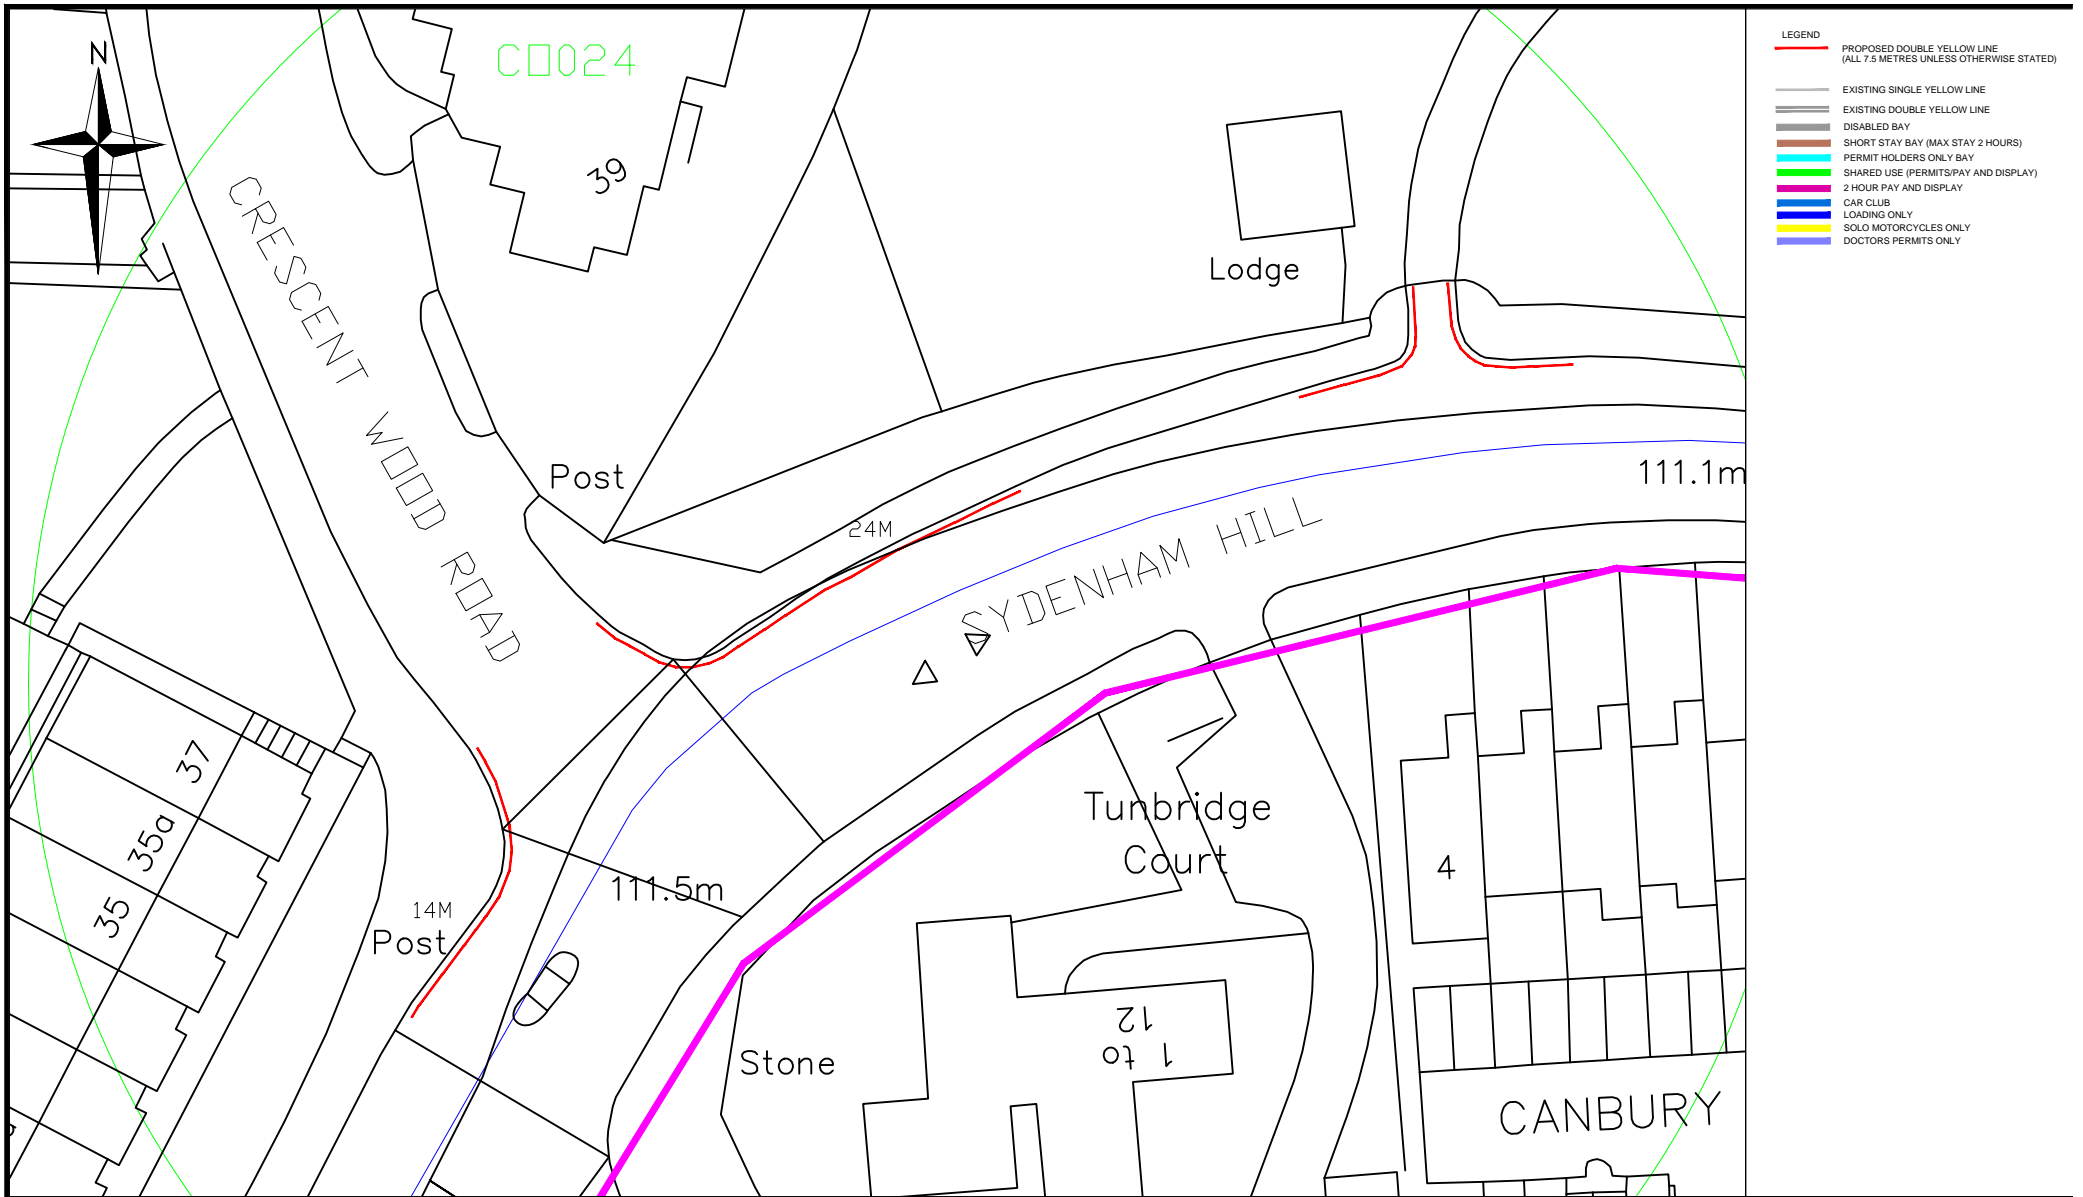 N
CO024
39
CRESCENT WOOD ROAD
Lodge
Post
24M
SYDENHAM HILL
111.1m
37
35a
35
14M
Post
111.5m
Tunbridge
Court
4
1 to
12
Stone
CANBURY
LEGEND
PROPOSED DOUBLE YELLOW LINE
(ALL 7.5 METRES UNLESS OTHERWISE STATED)
EXISTING SINGLE YELLOW LINE
EXISTING DOUBLE YELLOW LINE
DISABLED BAY
SHORT STAY BAY (MAX STAY 2 HOURS)
PERMIT HOLDERS ONLY BAY
SHARED USE (PERMITS/PAY AND DISPLAY)
2 HOUR PAY AND DISPLAY
CAR CLUB
LOADING ONLY
SOLO MOTORCYCLES ONLY
DOCTORS PERMITS ONLY